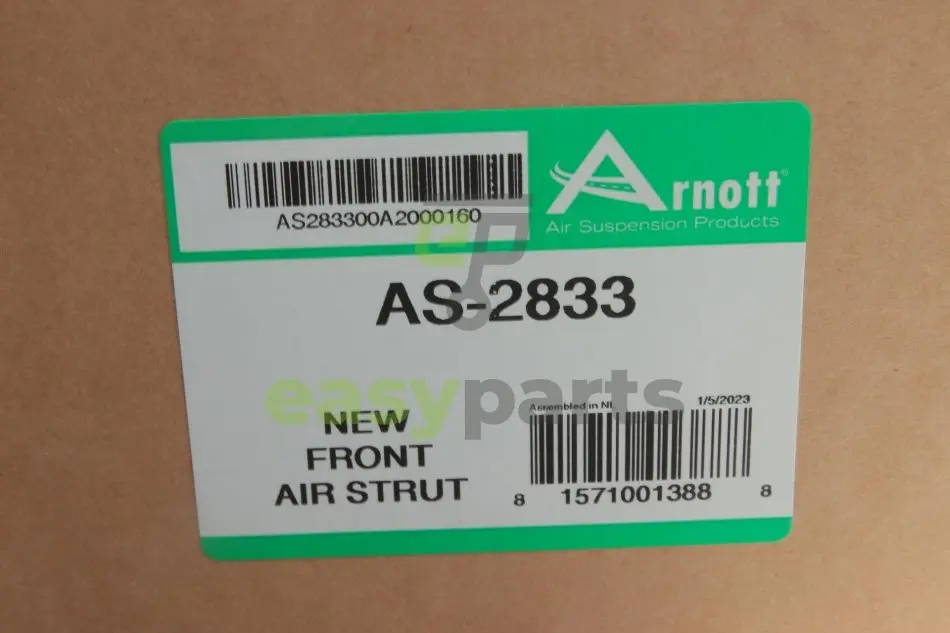 AS283300A2000160
Arnott®
Air Suspension Products
ep
AS-2833
easyparts
NEW
FRONT
AIR STRUT
Assembled in NL
1/5/2023
8 1571001388 8